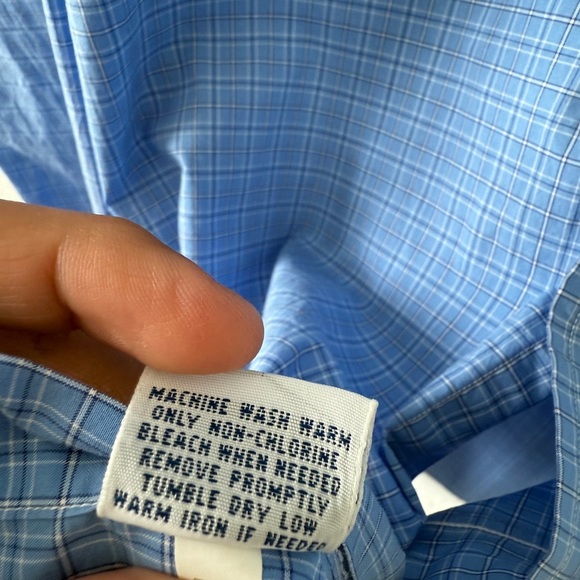 MACHINE WASH WARM
ONLY NON-CHLORINE
BLEACH WHEN NEEDED
REMOVE PROMPTLY
TUMBLE DRY LOW
WARM IRON IF NEEDED